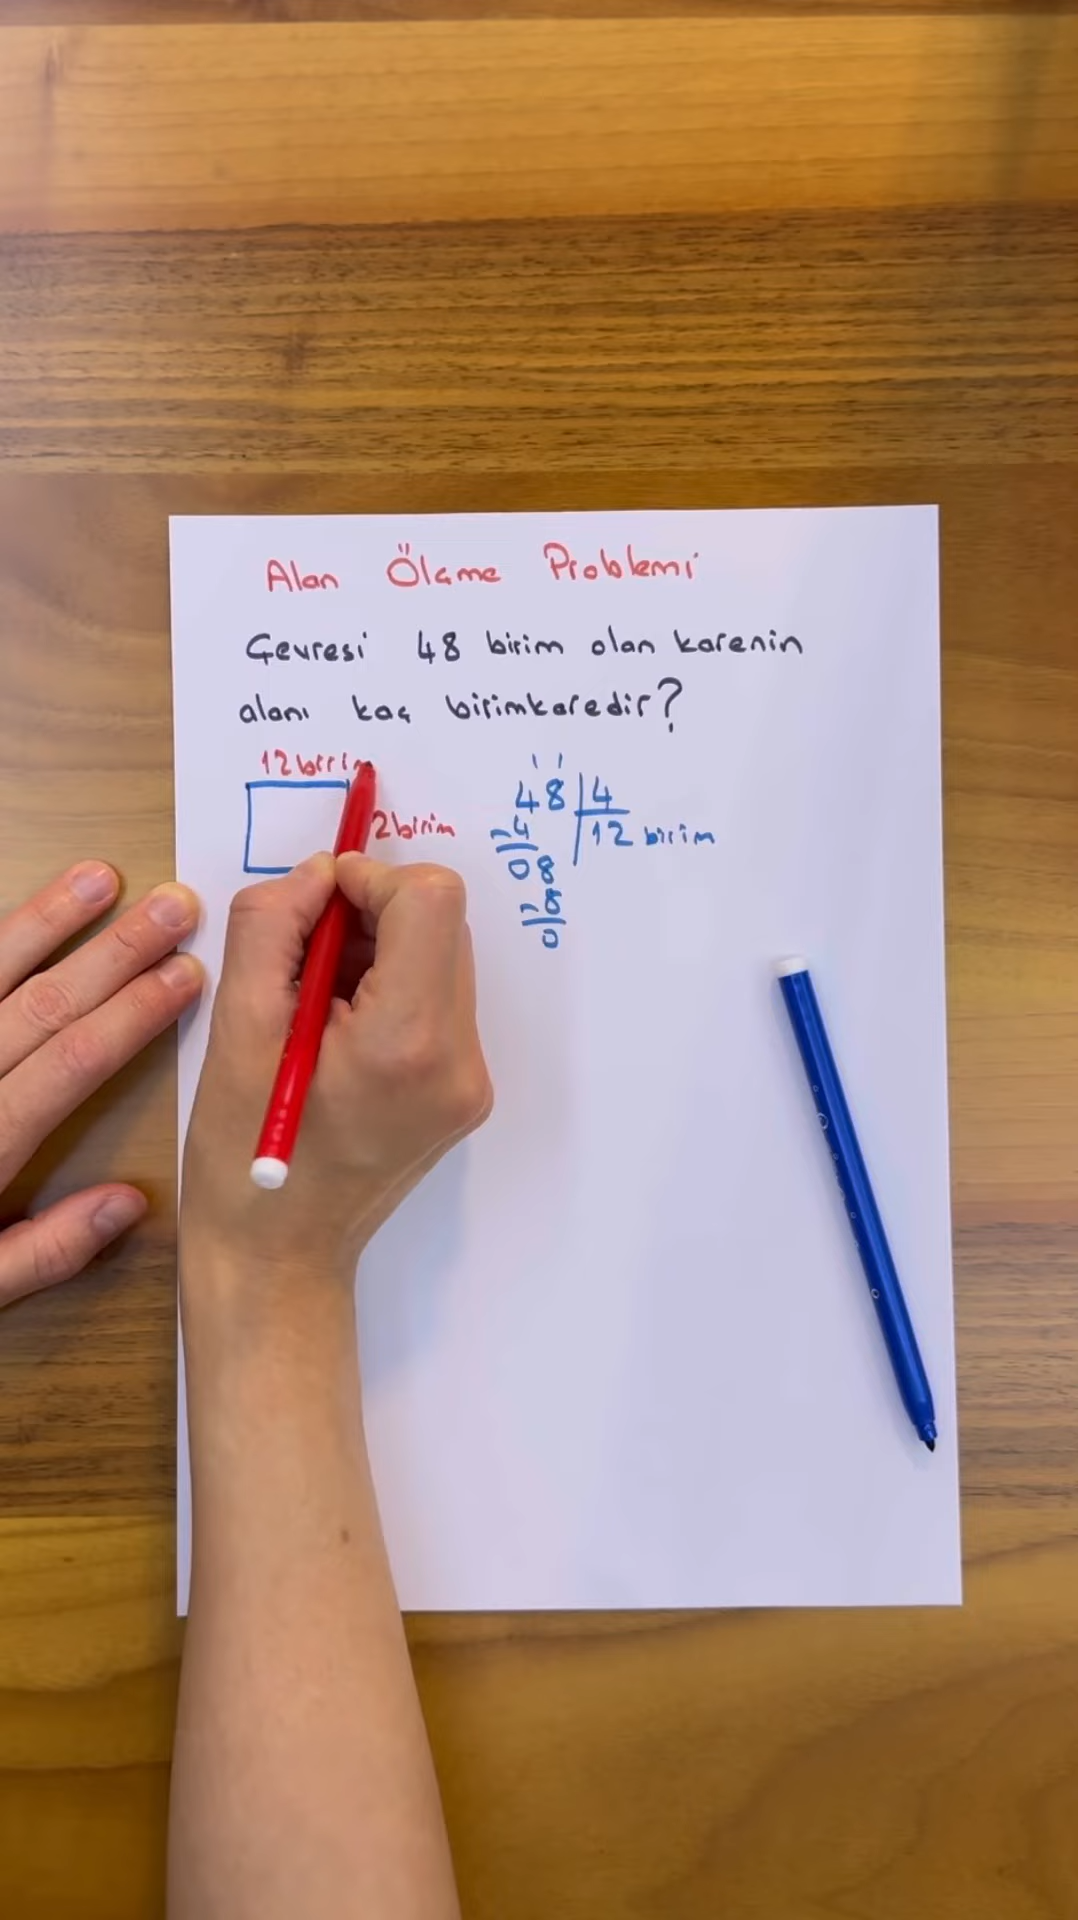 Alan Ölçme Problemi
Çevresi 48 birim olan karenin
alanı kaç birimkaredir?
12 birim
2 birim
48 | 4
-4 | 12 birim
08
-8
0